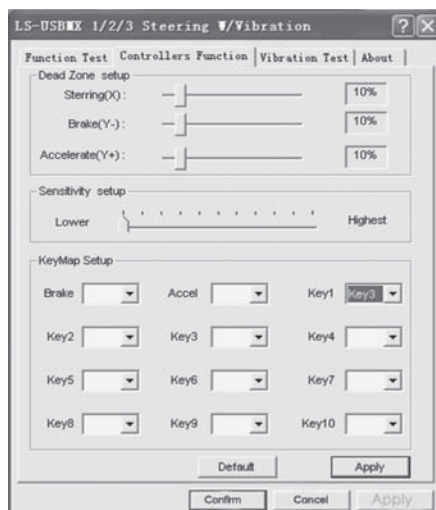 LS-USBMX 1/2/3 Steering W/Vibration
Function Test Controllers Function Vibration Test About
Dead Zone setup
Sterring(X): 10%
Brake(Y-): 10%
Accelerate(Y+): 10%
Sensitivity setup
Lower Highest
KeyMap Setup
Brake Accel Key1 Key3
Key2 Key3 Key4
Key5 Key6 Key7
Key8 Key9 Key10
Default Apply
Confirm Cancel Apply